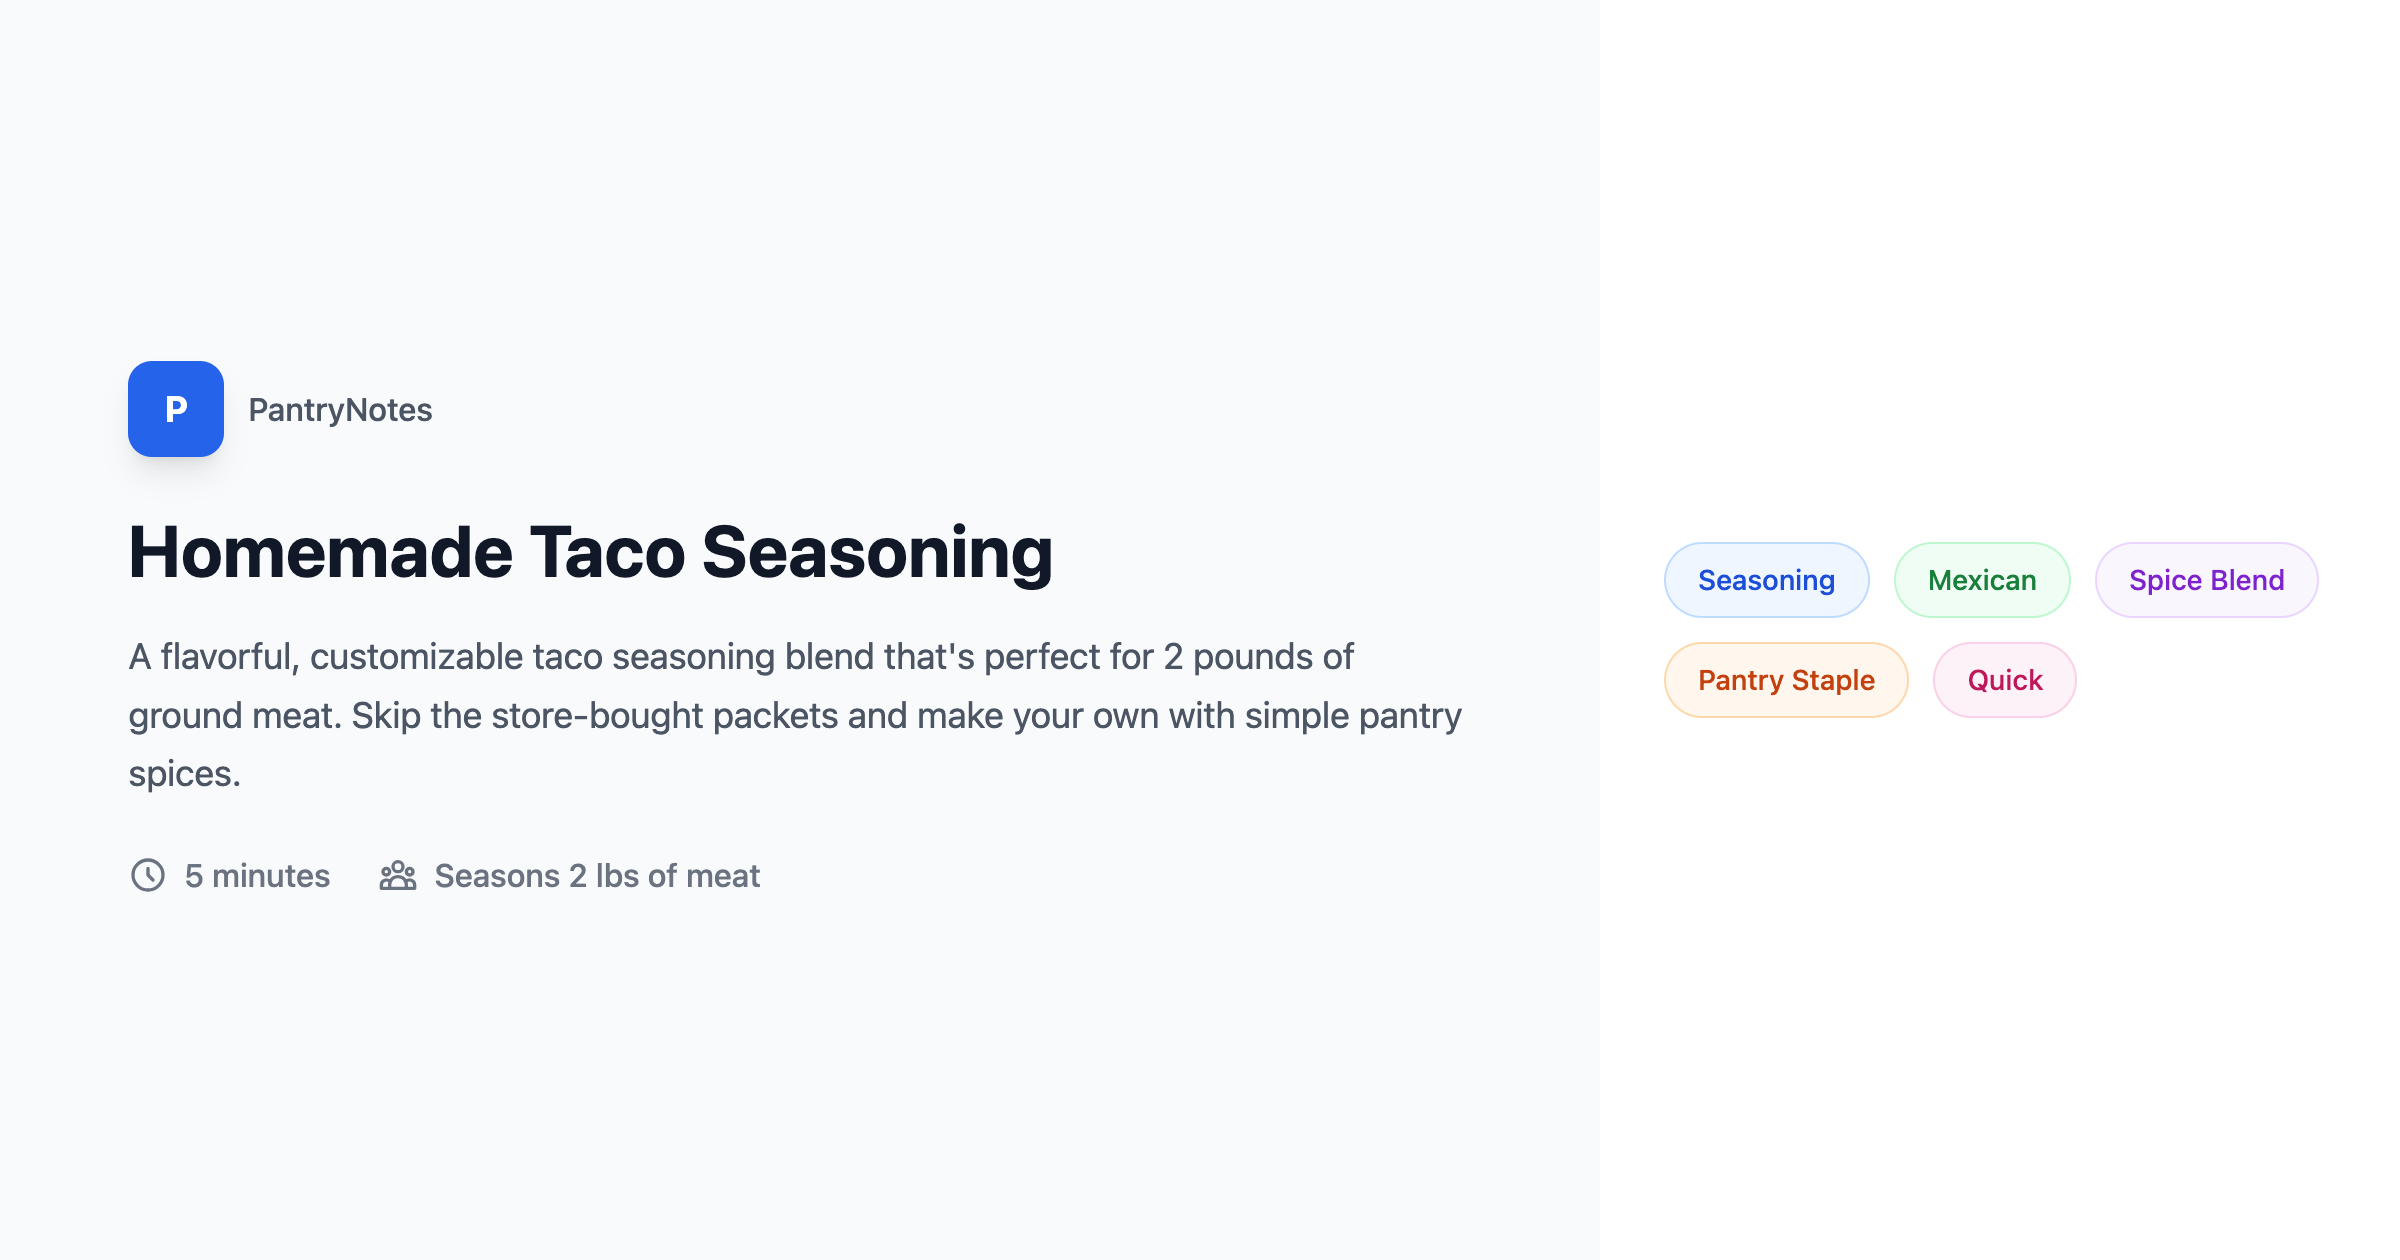 P
PantryNotes
Homemade Taco Seasoning
A flavorful, customizable taco seasoning blend that's perfect for 2 pounds of
ground meat. Skip the store-bought packets and make your own with simple pantry
spices.
5 minutes
Seasons 2 lbs of meat
Seasoning
Mexican
Spice Blend
Pantry Staple
Quick